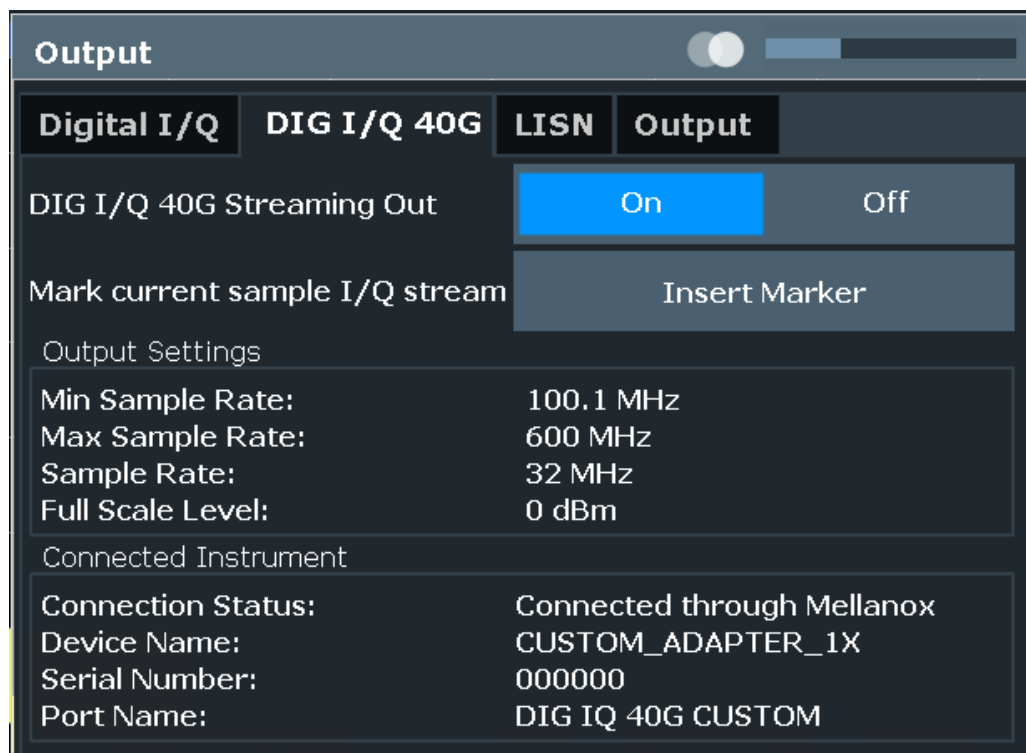 Output
Digital I/Q DIG I/Q 40G LISN Output
DIG I/Q 40G Streaming Out On Off
Mark current sample I/Q stream Insert Marker
Output Settings
Min Sample Rate: 100.1 MHz
Max Sample Rate: 600 MHz
Sample Rate: 32 MHz
Full Scale Level: 0 dBm
Connected Instrument
Connection Status: Connected through Mellanox
Device Name: CUSTOM_ADAPTER_1X
Serial Number: 000000
Port Name: DIG IQ 40G CUSTOM